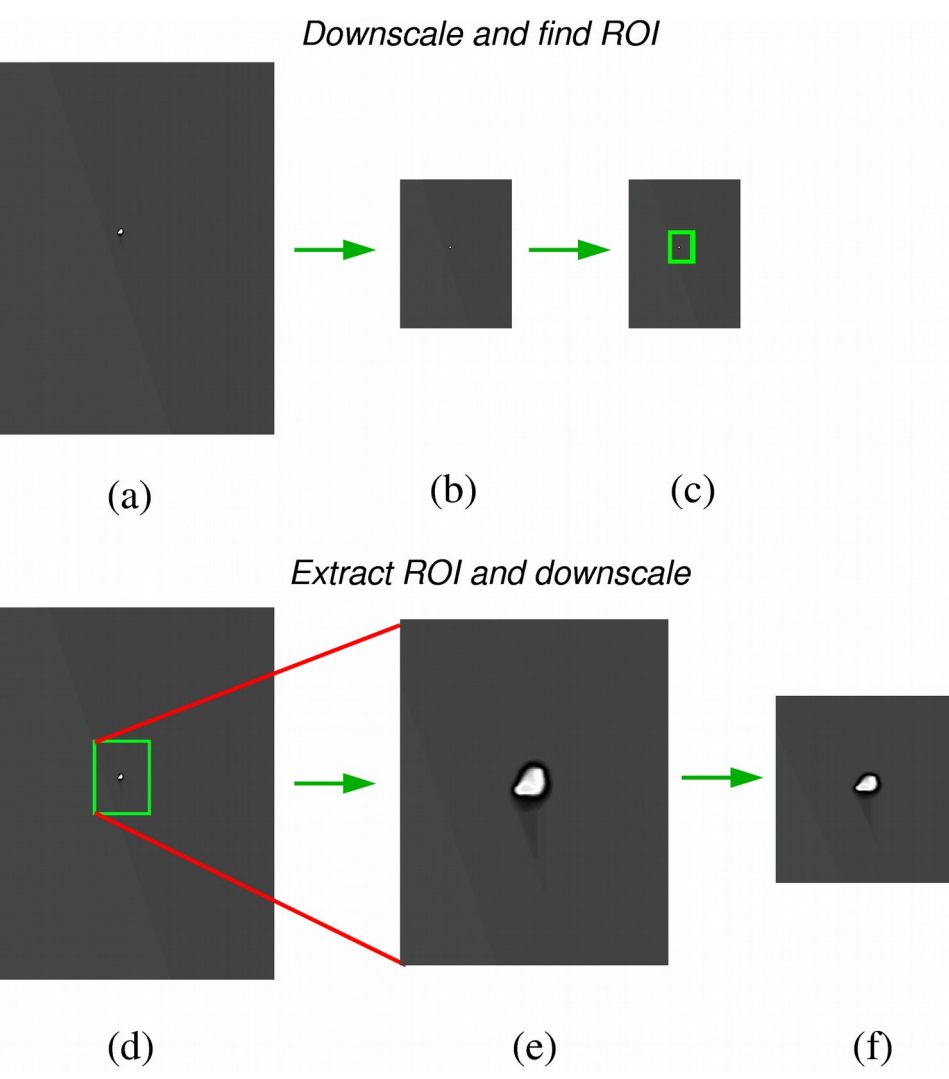 Downscale and find ROI
(a)
(b)
(c)
Extract ROI and downscale
(d)
(e)
(f)